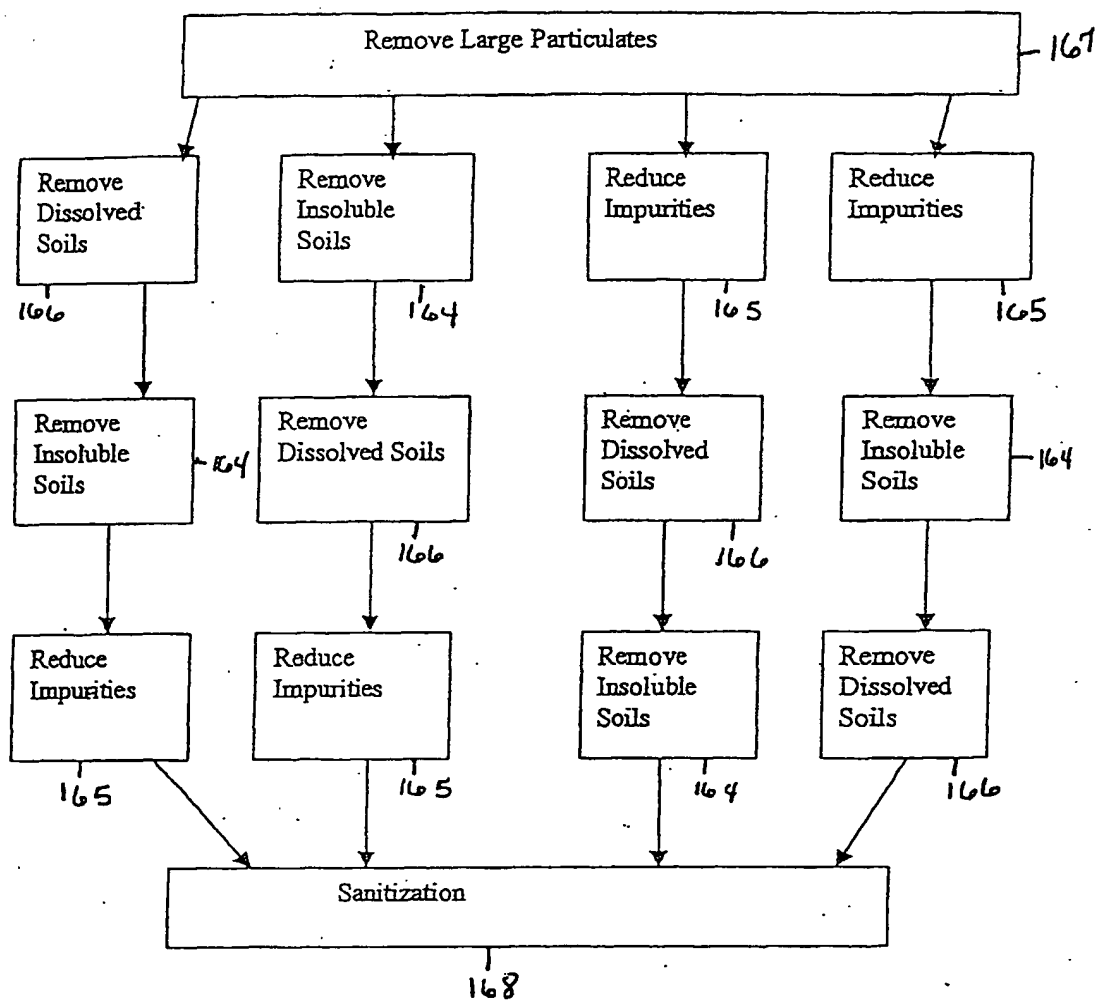 Remove Large Particulates
167
Remove
Dissolved
Soils
166
Remove
Insoluble
Soils
164
Reduce
Impurities
165
Reduce
Impurities
165
Remove
Insoluble
Soils
164
Remove
Dissolved Soils
166
Remove
Dissolved
Soils
166
Remove
Insoluble
Soils
164
Reduce
Impurities
165
Reduce
Impurities
165
Remove
Insoluble
Soils
164
Remove
Dissolved
Soils
166
Sanitization
168